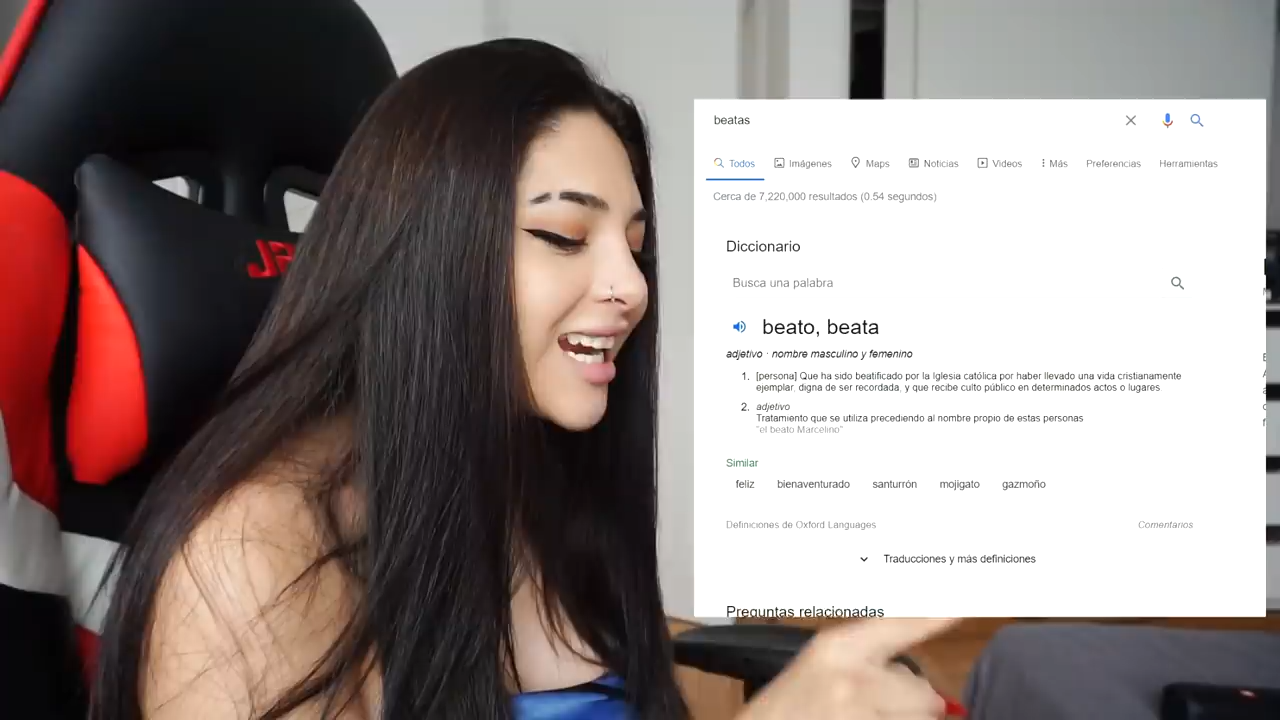 beatas
Todos Imágenes Maps Noticias Videos Más Preferencias Herramientas
Cerca de 7,220,000 resultados (0.54 segundos)
Diccionario
Busca una palabra
beato, beata
adjetivo · nombre masculino y femenino
1. [persona] Que ha sido beatificado por la Iglesia católica por haber llevado una vida cristianamente
ejemplar, digna de ser recordada, y que recibe culto público en determinados actos o lugares
2. adjetivo
Tratamiento que se utiliza precediendo al nombre propio de estas personas
"el beato Marcelino"
Similar
feliz bienaventurado santurrón mojigato gazmoño
Definiciones de Oxford Languages Comentarios
Traducciones y más definiciones
Preguntas relacionadas